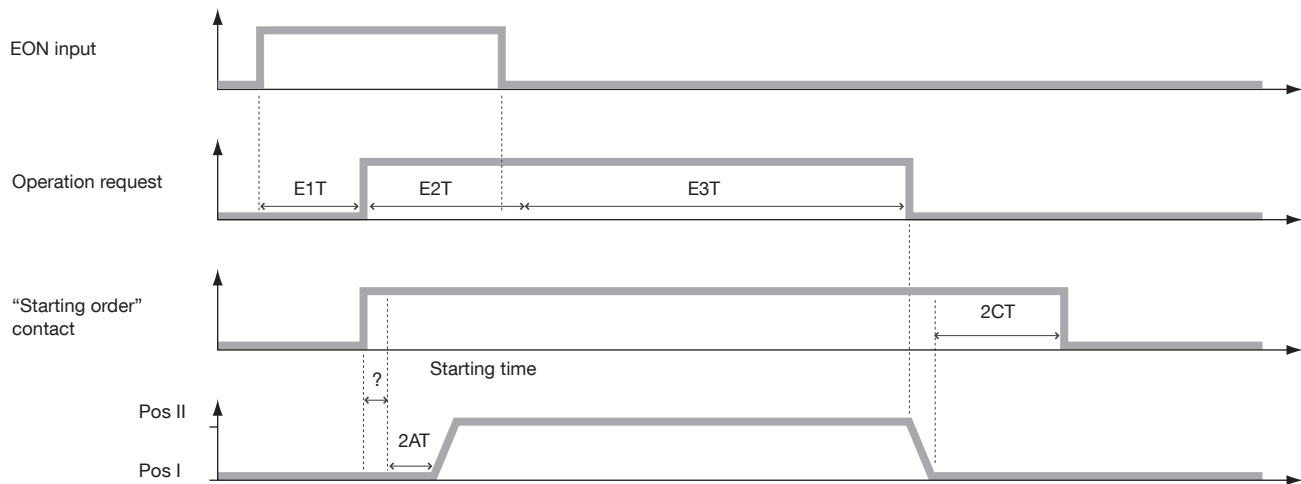 EON input
Operation request
E1T
E2T
E3T
“Starting order”
contact
2CT
Starting time
?
Pos II
2AT
Pos I